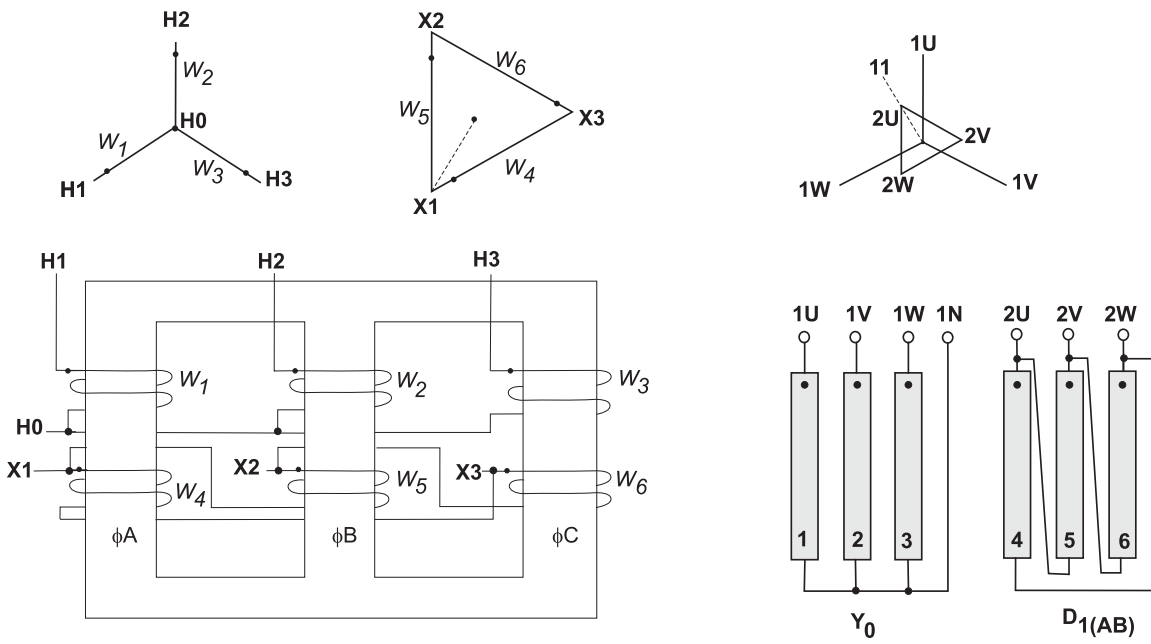 H2
W2
H0
W1
W3
H1
H3
X2
W6
W5
X3
W4
X1
1U
11
2U
2V
1W
2W
1V
H1
H2
H3
W1
W2
W3
H0
X1
X2
X3
W4
W5
W6
ϕA
ϕB
ϕC
1U 1V 1W 1N
2U 2V 2W
1 2 3
4 5 6
Y0
D1(AB)